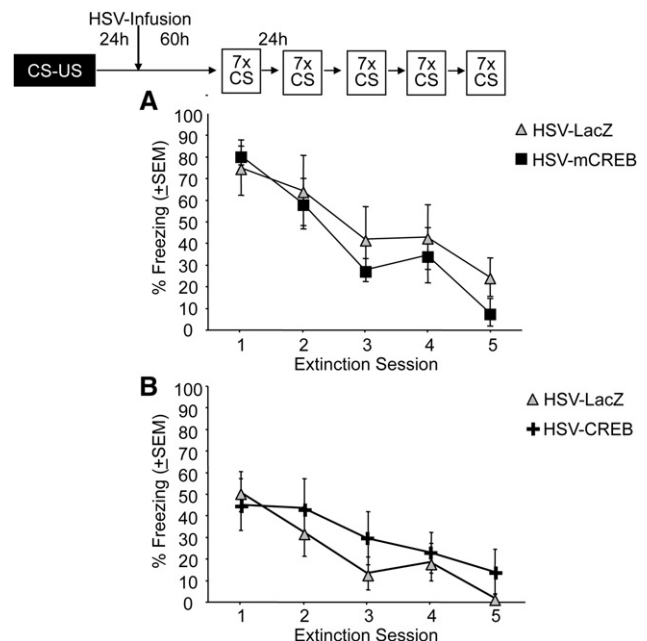 HSV-Infusion
24h 60h 24h
CS-US
7x CS 7x CS 7x CS 7x CS 7x CS
A
100
90
80
70
60
50
40
30
20
10
0
% Freezing (±SEM)
HSV-LacZ
HSV-mCREB
1 2 3 4 5
Extinction Session
B
100
90
80
70
60
50
40
30
20
10
0
% Freezing (±SEM)
HSV-LacZ
HSV-CREB
1 2 3 4 5
Extinction Session